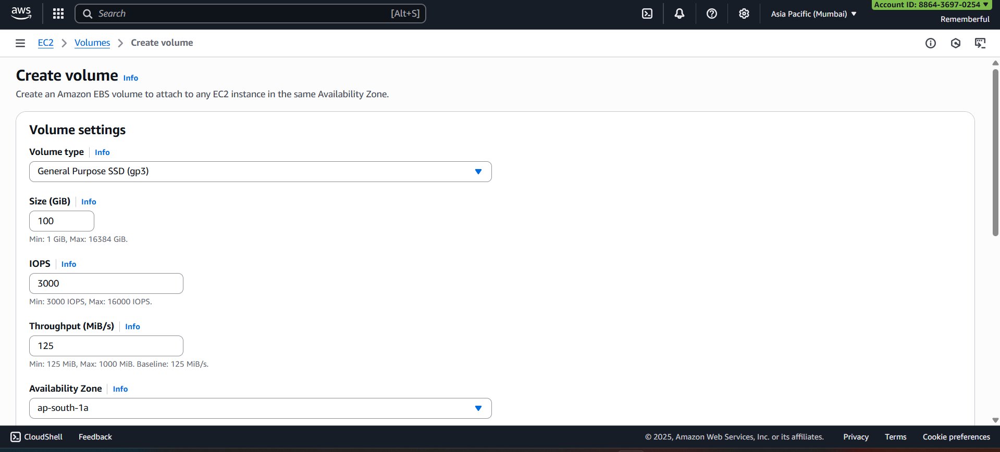 aws
Search [Alt+S]
Asia Pacific (Mumbai)
Account ID: 8864-3697-0254
Rememberful
EC2 > Volumes > Create volume
Create volume Info
Create an Amazon EBS volume to attach to any EC2 instance in the same Availability Zone.
Volume settings
Volume type Info
General Purpose SSD (gp3)
Size (GiB) Info
100
Min: 1 GiB, Max: 16384 GiB.
IOPS Info
3000
Min: 3000 IOPS, Max: 16000 IOPS.
Throughput (MiB/s) Info
125
Min: 125 MiB, Max: 1000 MiB. Baseline: 125 MiB/s.
Availability Zone Info
ap-south-1a
CloudShell Feedback © 2025, Amazon Web Services, Inc. or its affiliates. Privacy Terms Cookie preferences